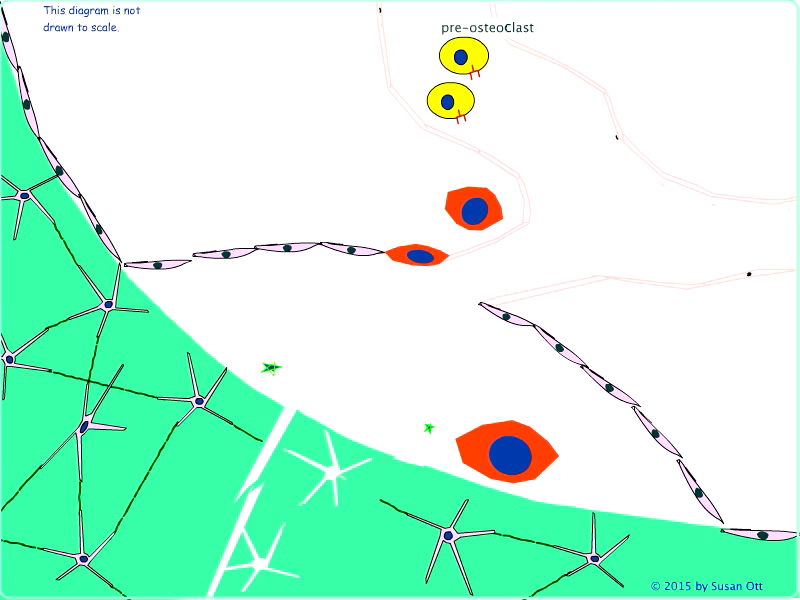 This diagram is not
drawn to scale.
pre-osteoclast
© 2015 by Susan Ott